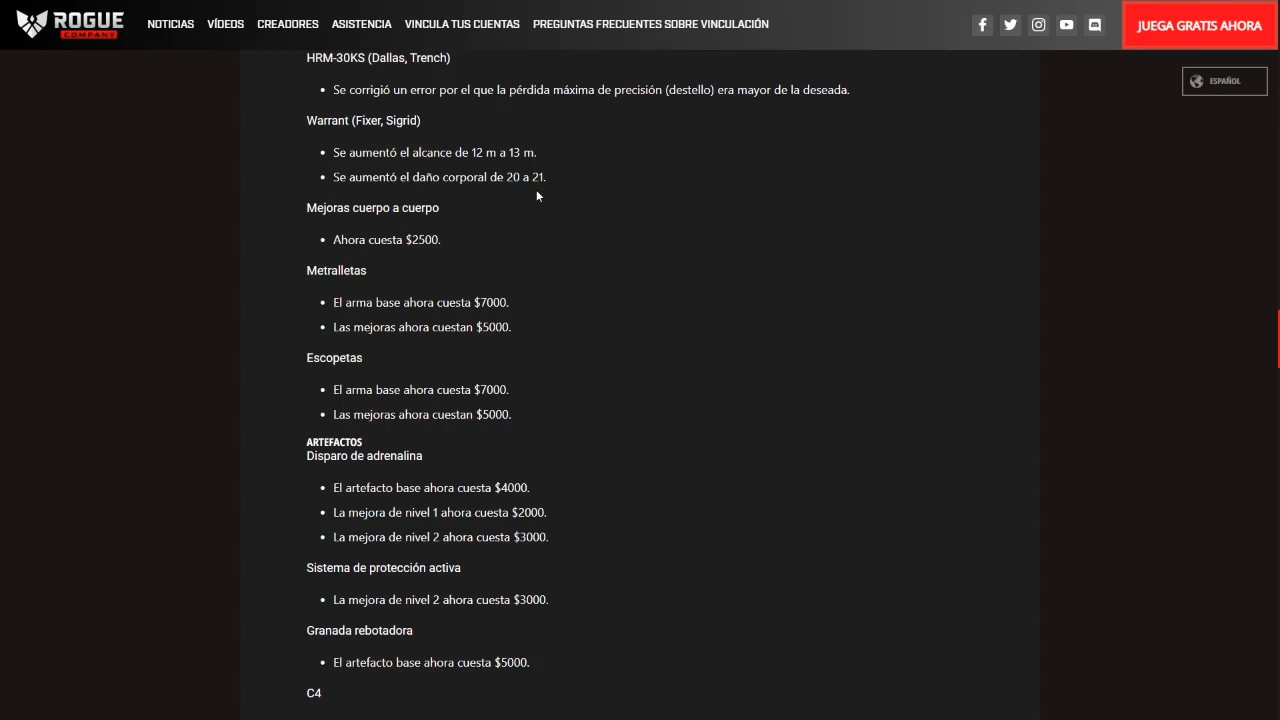 ROGUE
COMPANY
NOTICIAS VÍDEOS CREADORES ASISTENCIA VINCULA TUS CUENTAS PREGUNTAS FRECUENTES SOBRE VINCULACIÓN
JUEGA GRATIS AHORA
ESPAÑOL
HRM-30KS (Dallas, Trench)
• Se corrigió un error por el que la pérdida máxima de precisión (destello) era mayor de la deseada.
Warrant (Fixer, Sigrid)
• Se aumentó el alcance de 12 m a 13 m.
• Se aumentó el daño corporal de 20 a 21.
Mejoras cuerpo a cuerpo
• Ahora cuesta $2500.
Metralletas
• El arma base ahora cuesta $7000.
• Las mejoras ahora cuestan $5000.
Escopetas
• El arma base ahora cuesta $7000.
• Las mejoras ahora cuestan $5000.
ARTEFACTOS
Disparo de adrenalina
• El artefacto base ahora cuesta $4000.
• La mejora de nivel 1 ahora cuesta $2000.
• La mejora de nivel 2 ahora cuesta $3000.
Sistema de protección activa
• La mejora de nivel 2 ahora cuesta $3000.
Granada rebotadora
• El artefacto base ahora cuesta $5000.
C4